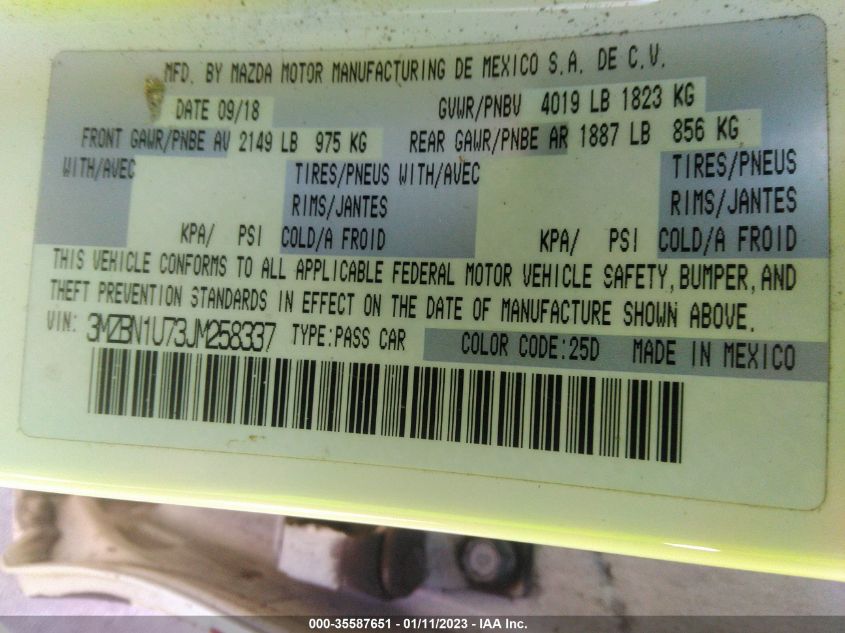 MFD. BY MAZDA MOTOR MANUFACTURING DE MEXICO S.A. DE C.V.
DATE 09/18 GVWR/PNBV 4019 LB 1823 KG
FRONT GAWR/PNBE AV 2149 LB 975 KG REAR GAWR/PNBE AR 1887 LB 856 KG
WITH/AVEC TIRES/PNEUS WITH/AVEC TIRES/PNEUS
RIMS/JANTES RIMS/JANTES
KPA/ PSI COLD/A FROID KPA/ PSI COLD/A FROID
THIS VEHICLE CONFORMS TO ALL APPLICABLE FEDERAL MOTOR VEHICLE SAFETY, BUMPER, AND
THEFT PREVENTION STANDARDS IN EFFECT ON THE DATE OF MANUFACTURE SHOWN ABOVE.
VIN: 3MZBN1U73JM258337 TYPE:PASS CAR COLOR CODE:25D MADE IN MEXICO
000-35587651 - 01/11/2023 - IAA Inc.